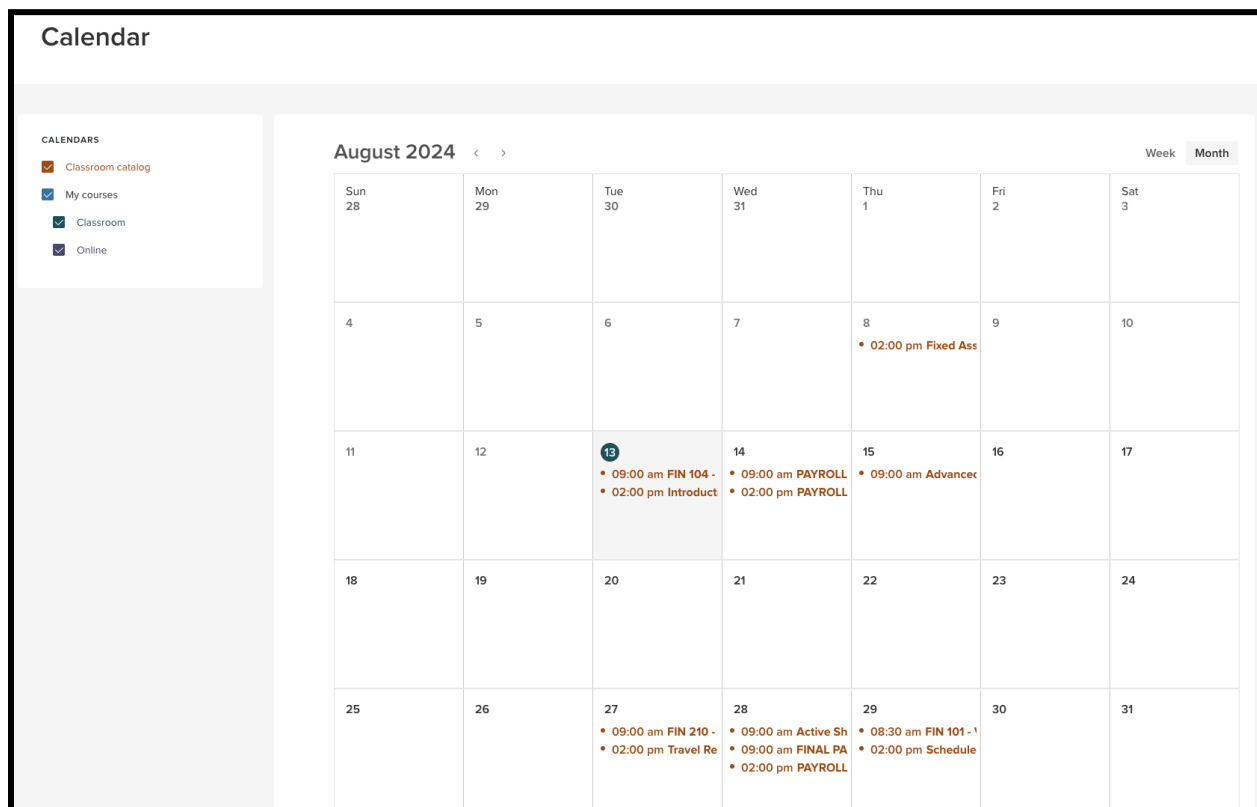 Calendar
CALENDARS
Classroom catalog
My courses
Classroom
Online
August 2024
Week Month
Sun Mon Tue Wed Thu Fri Sat
28 29 30 31 1 2 3
4 5 6 7 8 9 10
02:00 pm Fixed Ass
11 12 13 14 15 16 17
09:00 am FIN 104 - 09:00 am PAYROLL 09:00 am Advanced
02:00 pm Introduct 02:00 pm PAYROLL
18 19 20 21 22 23 24
25 26 27 28 29 30 31
09:00 am FIN 210 - 09:00 am Active Sh 08:30 am FIN 101 -
02:00 pm Travel Re 09:00 am FINAL PA 02:00 pm Schedule
02:00 pm PAYROLL